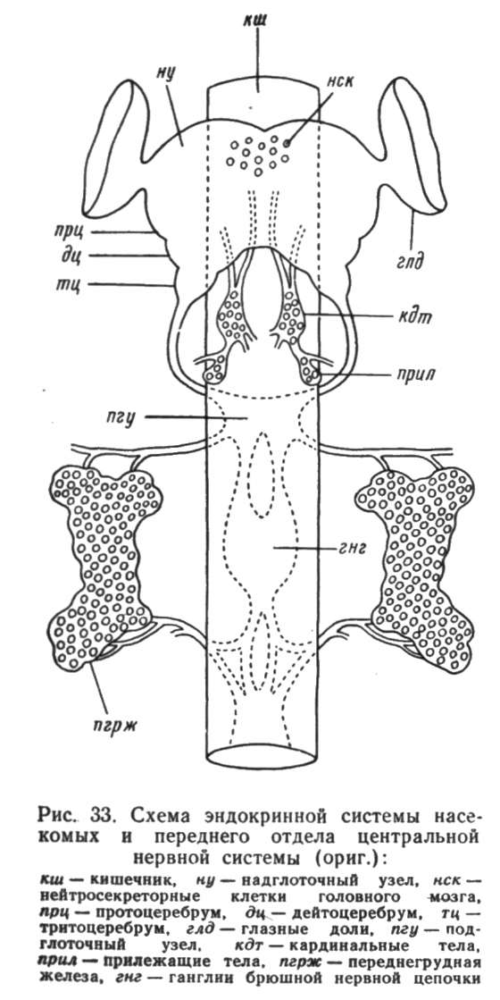 кш
ну
нск
прц
дц
тц
глд
кдт
прил
пгу
гнг
пгрж
Рис. 33. Схема эндокринной системы насе-
комых и переднего отдела центральной
нервной системы (ориг.):
кш — кишечник, ну — надглоточный узел, нск —
нейтросекреторные клетки головного мозга,
прц — протоцеребрум, дц — дейтоцеребрум, тц —
тритоцеребрум, глд — глазные доли, пгу — под-
глоточный узел, кдт — кардинальные тела,
прил — прилежащие тела, пгрж — переднегрудная
железа, гнг — ганглии брюшной нервной цепочки